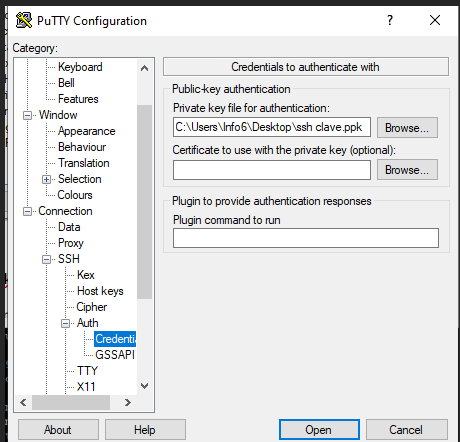 PuTTY Configuration
Category:
Keyboard
Bell
Features
Window
Appearance
Behaviour
Translation
Selection
Colours
Connection
Data
Proxy
SSH
Kex
Host keys
Cipher
Auth
Credentia
GSSAPI
TTY
X11
Credentials to authenticate with
Public-key authentication
Private key file for authentication:
C:\Users\Info6\Desktop\ssh clave.ppk Browse...
Certificate to use with the private key (optional):
Browse...
Plugin to provide authentication responses
Plugin command to run
About Help Open Cancel